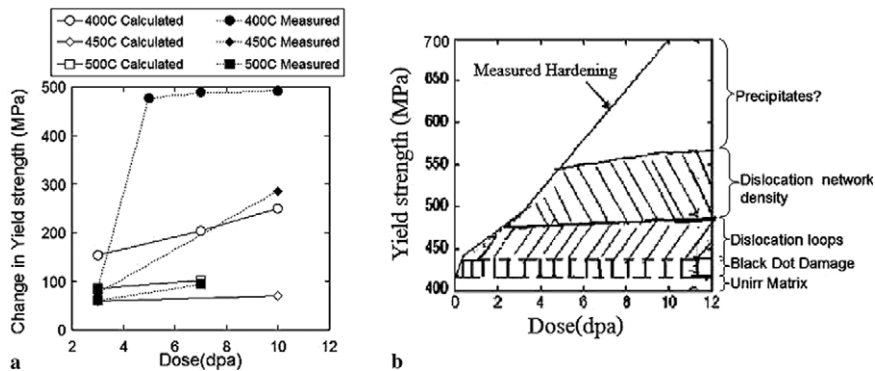 400C Calculated
400C Measured
450C Calculated
450C Measured
500C Calculated
500C Measured
500
400
300
200
100
0
2
4
6
8
10
12
Change in Yield strength (MPa)
Dose(dpa)
a
700
650
600
550
500
450
400
0
2
4
6
8
10
12
Yield strength (MPa)
Dose(dpa)
Measured Hardening
Precipitates?
Dislocation network
density
Dislocation loops
Black Dot Damage
Unirr Matrix
b